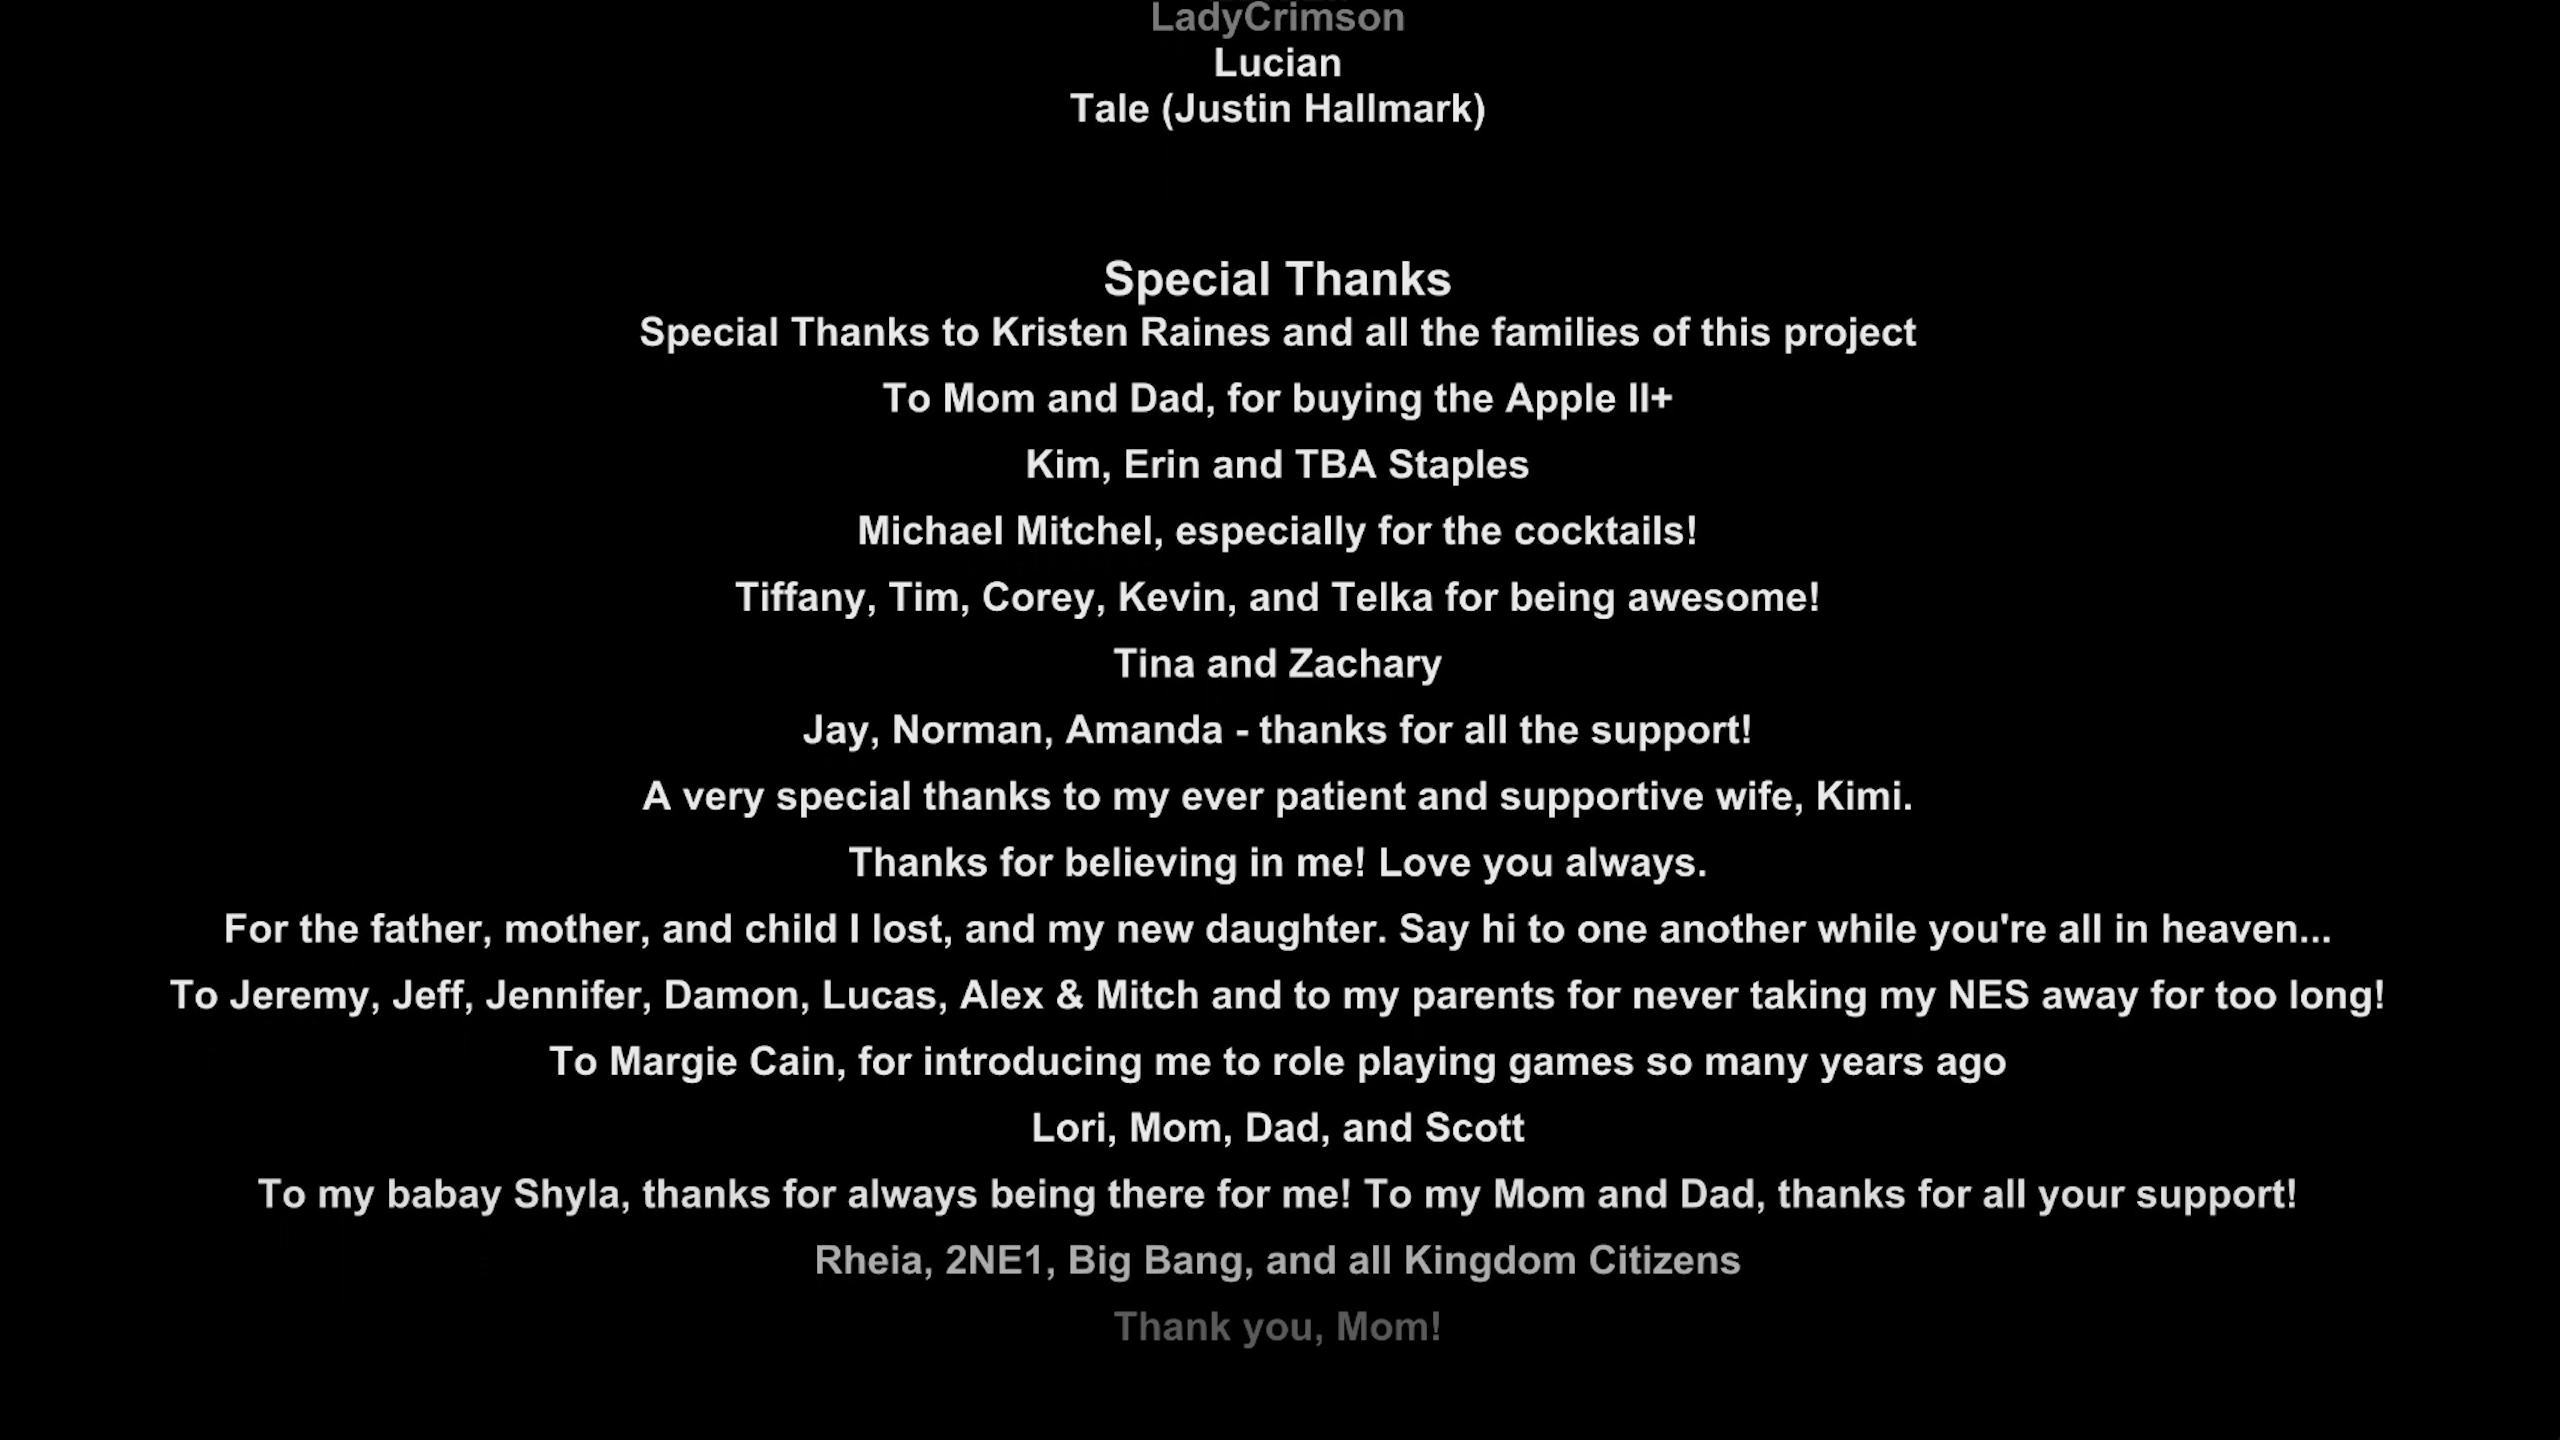 LadyCrimson
Lucian
Tale (Justin Hallmark)
Special Thanks
Special Thanks to Kristen Raines and all the families of this project
To Mom and Dad, for buying the Apple II+
Kim, Erin and TBA Staples
Michael Mitchel, especially for the cocktails!
Tiffany, Tim, Corey, Kevin, and Telka for being awesome!
Tina and Zachary
Jay, Norman, Amanda - thanks for all the support!
A very special thanks to my ever patient and supportive wife, Kimi.
Thanks for believing in me! Love you always.
For the father, mother, and child I lost, and my new daughter. Say hi to one another while you're all in heaven...
To Jeremy, Jeff, Jennifer, Damon, Lucas, Alex & Mitch and to my parents for never taking my NES away for too long!
To Margie Cain, for introducing me to role playing games so many years ago
Lori, Mom, Dad, and Scott
To my babay Shyla, thanks for always being there for me! To my Mom and Dad, thanks for all your support!
Rheia, 2NE1, Big Bang, and all Kingdom Citizens
Thank you, Mom!